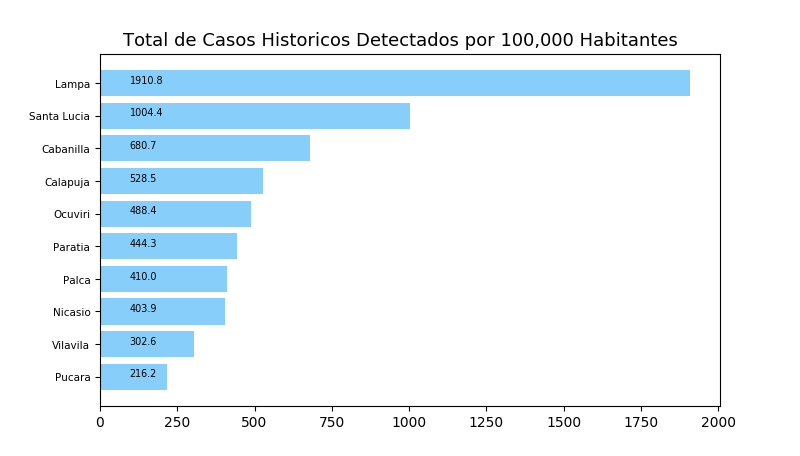 Total de Casos Historicos Detectados por 100,000 Habitantes
Lampa 1910.8
Santa Lucia 1004.4
Cabanilla 680.7
Calapuja 528.5
Ocuviri 488.4
Paratia 444.3
Palca 410.0
Nicasio 403.9
Vilavila 302.6
Pucara 216.2
0 250 500 750 1000 1250 1500 1750 2000